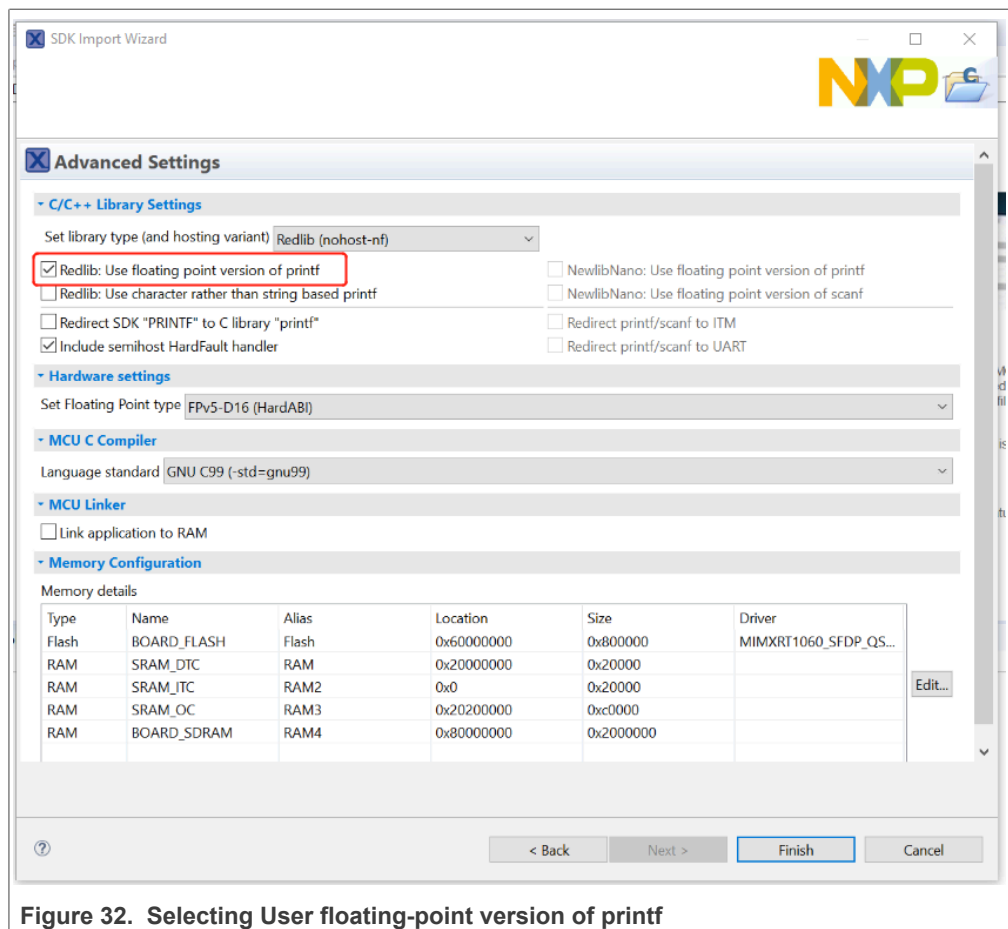 SDK Import Wizard
NXP
Advanced Settings
C/C++ Library Settings
Set library type (and hosting variant) Redlib (nohost-nf)
Redlib: Use floating point version of printf NewlibNano: Use floating point version of printf
Redlib: Use character rather than string based printf NewlibNano: Use floating point version of scanf
Redirect SDK "PRINTF" to C library "printf" Redirect printf/scanf to ITM
Include semihost HardFault handler Redirect printf/scanf to UART
Hardware settings
Set Floating Point type FPv5-D16 (HardABI)
MCU C Compiler
Language standard GNU C99 (-std=gnu99)
MCU Linker
Link application to RAM
Memory Configuration
Memory details
Type Name Alias Location Size Driver
Flash BOARD_FLASH Flash 0x60000000 0x800000 MIMXRT1060_SFDP_QS...
RAM SRAM_DTC RAM 0x20000000 0x20000
RAM SRAM_ITC RAM2 0x0 0x20000 Edit...
RAM SRAM_OC RAM3 0x20200000 0xc0000
RAM BOARD_SDRAM RAM4 0x80000000 0x2000000
< Back Next > Finish Cancel
Figure 32. Selecting User floating-point version of printf